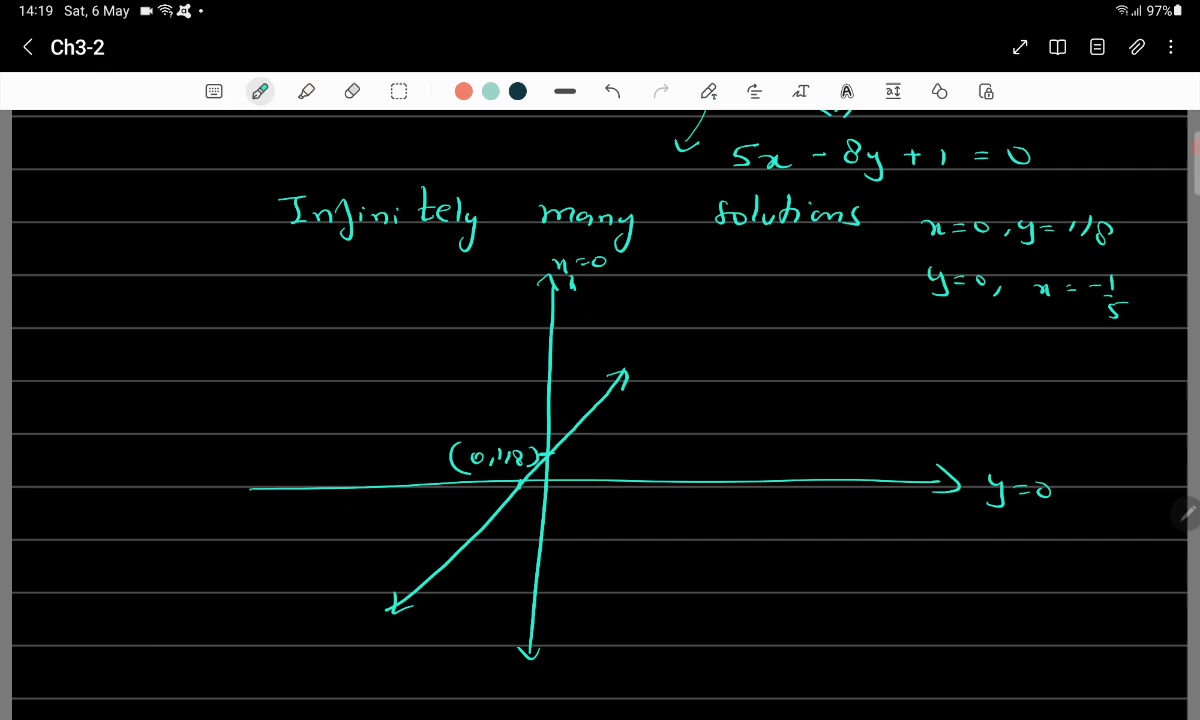 14:19 Sat, 6 May
97%
Ch3-2
5x - 8y + 1 = 0
Infinitely many solutions
x=0, y=1/8
y=0, x = -1/5
x=0
(0,1/8)
y=0